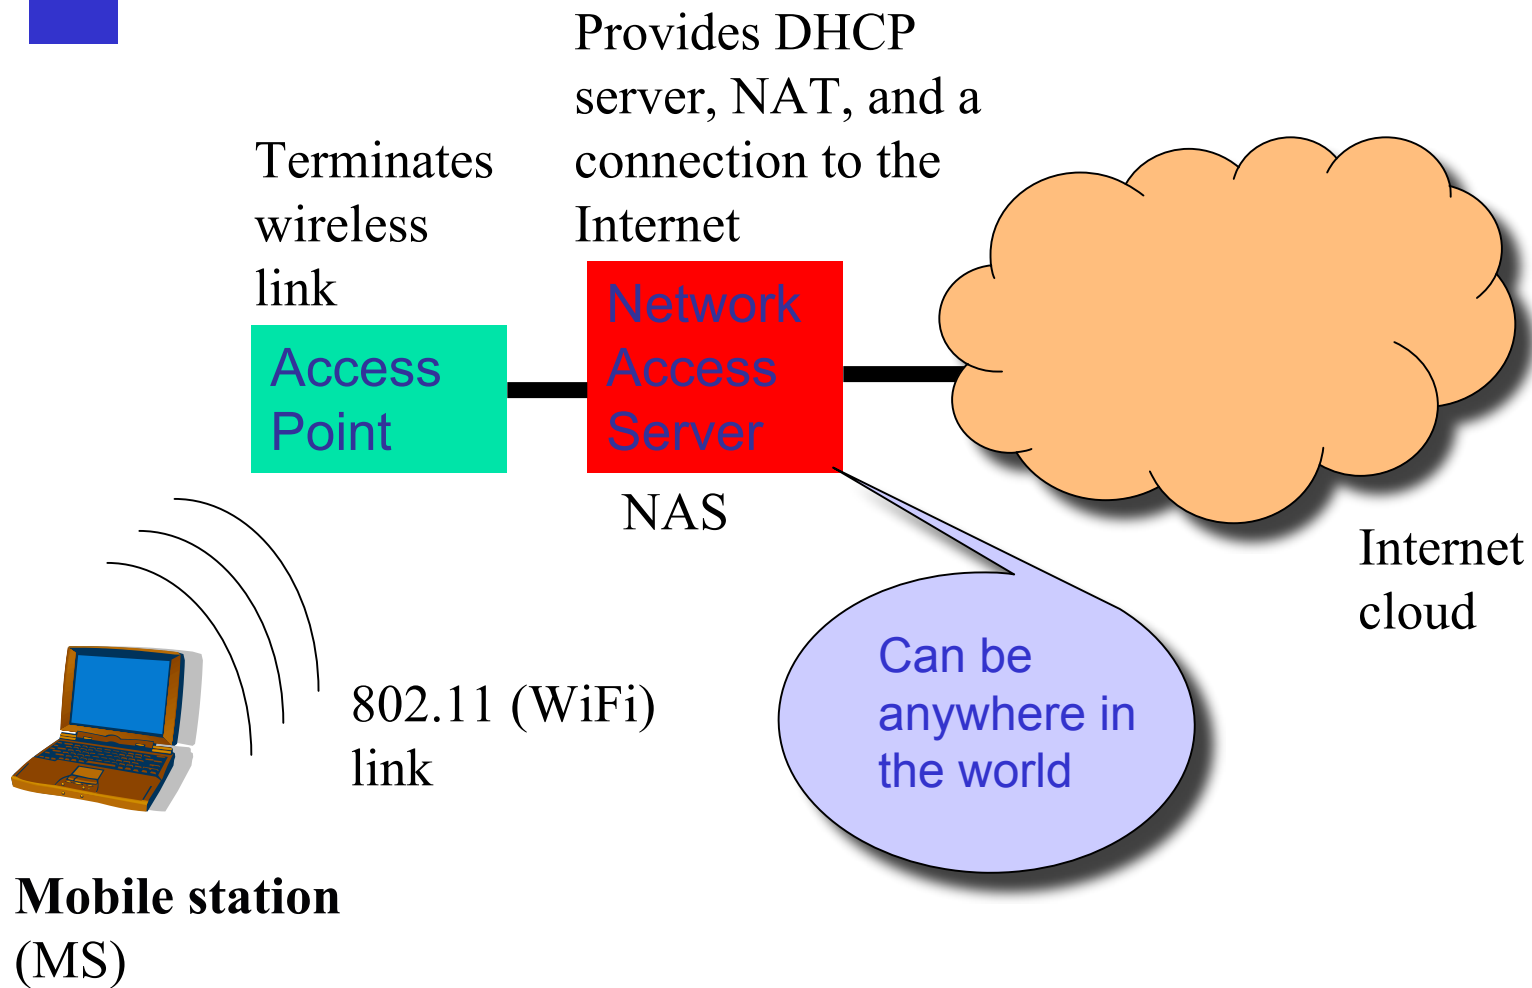 Provides DHCP
server, NAT, and a
connection to the
Internet
Terminates
wireless
link
Network
Access
Server
Access
Point
NAS
Internet
cloud
Can be
anywhere in
the world
802.11 (WiFi)
link
Mobile station
(MS)